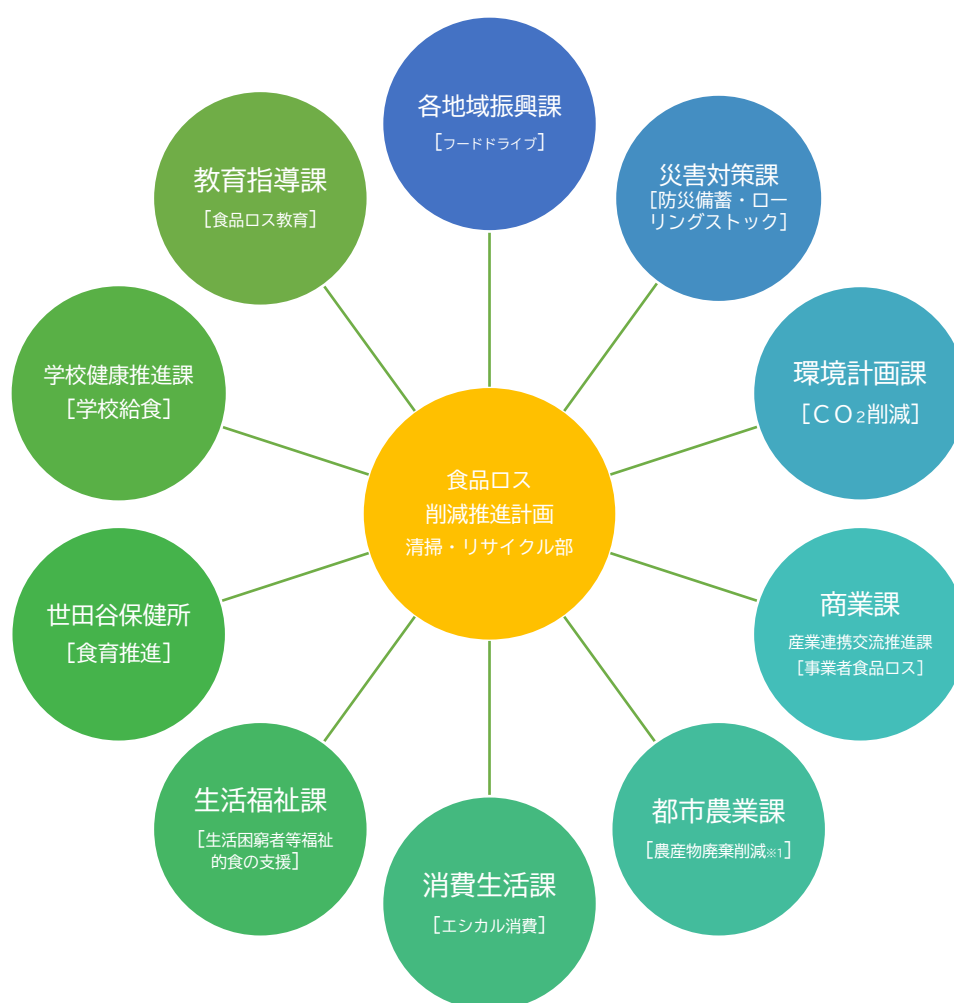 各地域振興課
[フードドライブ]
災害対策課
[防災備蓄・ロー
リングストック]
環境計画課
[ＣＯ₂削減]
商業課
産業連携交流推進課
[事業者食品ロス]
都市農業課
[農産物廃棄削減※1]
消費生活課
[エシカル消費]
生活福祉課
[生活困窮者等福祉
的食の支援]
世田谷保健所
[食育推進]
学校健康推進課
[学校給食]
教育指導課
[食品ロス教育]
食品ロス
削減推進計画
清掃・リサイクル部